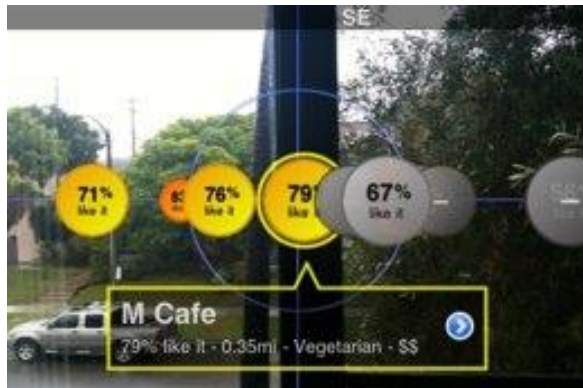 SE
71%
like it
76%
like it
79%
like
67%
like it
M Cafe
79% like it - 0.35mi - Vegetarian - $$